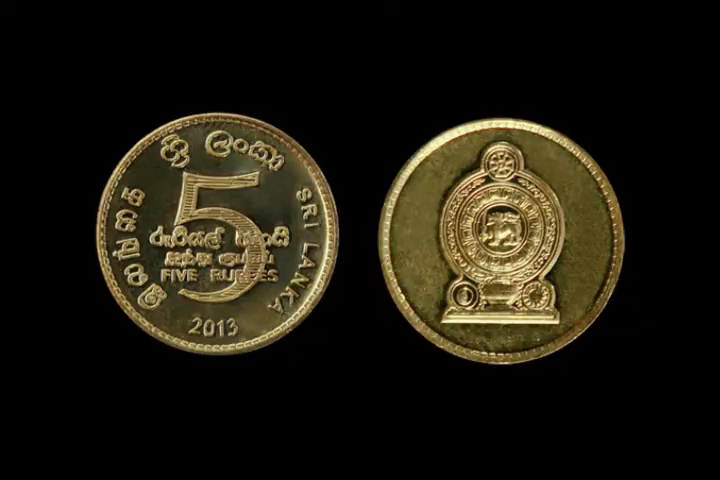 ශ්‍රී ලංකා
இலங்கை
SRI LANKA
5
රුපියල් පහයි
ஐந்து ரூபாய்
FIVE RUPEES
2013